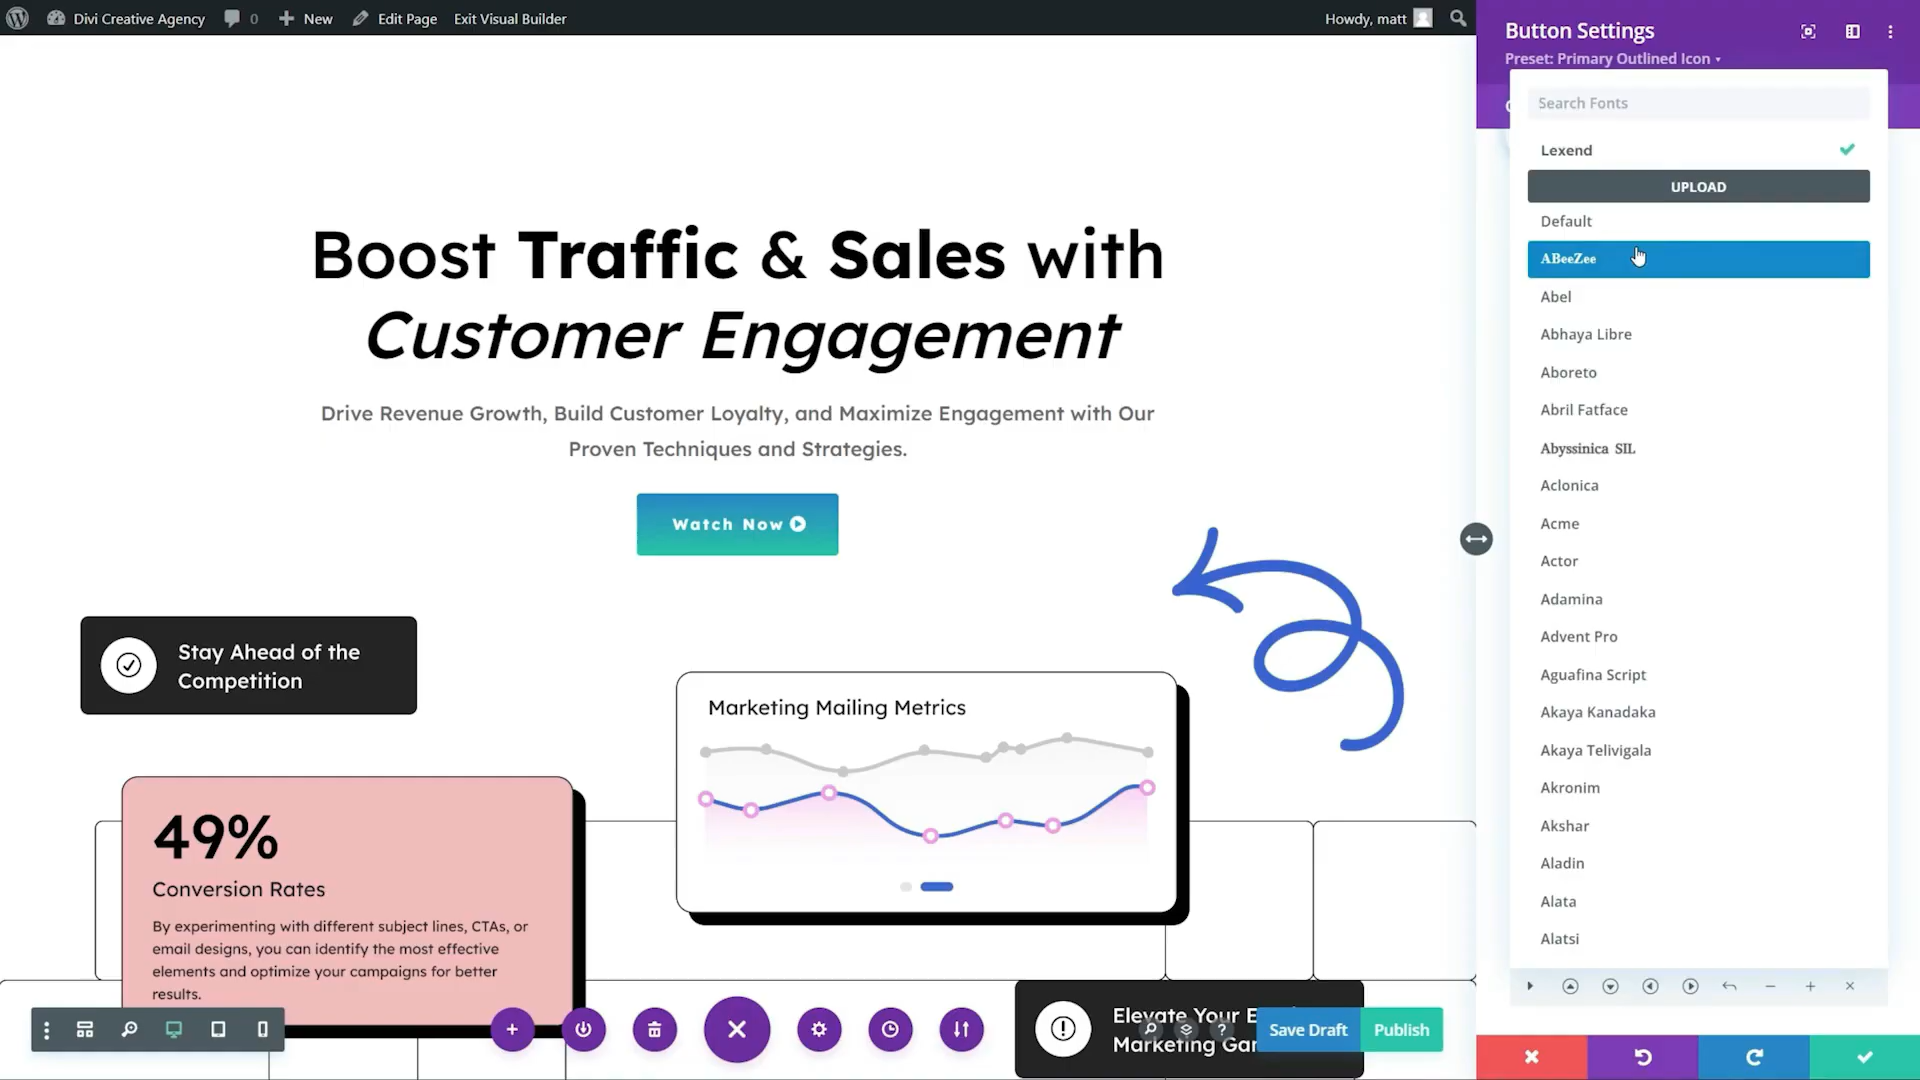 Divi Creative Agency
0
New
Edit Page
Exit Visual Builder
Howdy, matt
Button Settings
Preset: Primary Outlined Icon
Search Fonts
Lexend
UPLOAD
Default
ABeeZee
Abel
Abhaya Libre
Aboreto
Abril Fatface
Abyssinica SIL
Aclonica
Acme
Actor
Adamina
Advent Pro
Aguafina Script
Akaya Kanadaka
Akaya Telivigala
Akronim
Akshar
Aladin
Alata
Alatsi
Boost Traffic & Sales with
Customer Engagement
Drive Revenue Growth, Build Customer Loyalty, and Maximize Engagement with Our
Proven Techniques and Strategies.
Watch Now
Stay Ahead of the
Competition
Marketing Mailing Metrics
49%
Conversion Rates
By experimenting with different subject lines, CTAs, or
email designs, you can identify the most effective
elements and optimize your campaigns for better
results.
Elevate Your E
Marketing Ga
?
Save Draft
Publish